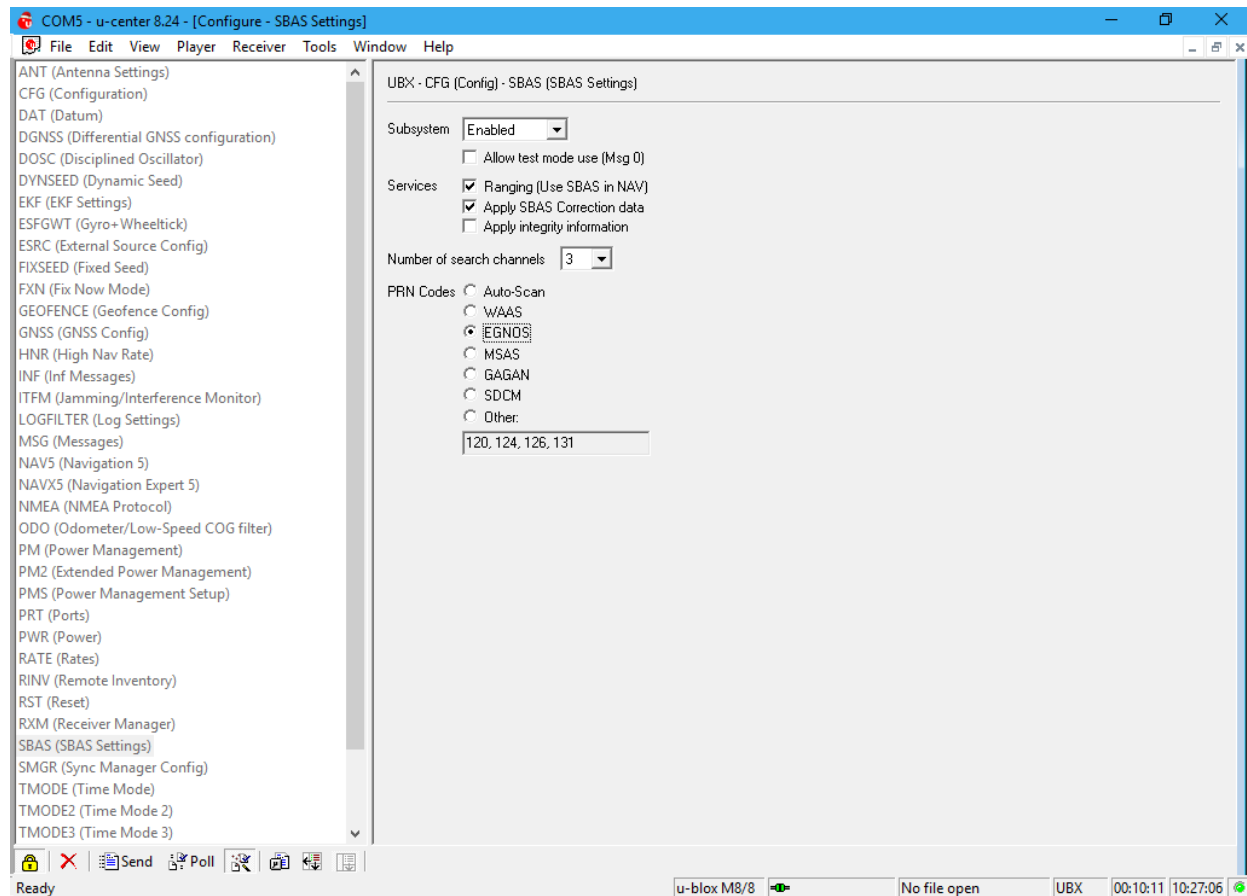 COM5 - u-center 8.24 - [Configure - SBAS Settings]
File Edit View Player Receiver Tools Window Help
ANT (Antenna Settings)
CFG (Configuration)
DAT (Datum)
DGNSS (Differential GNSS configuration)
DOSC (Disciplined Oscillator)
DYNSEED (Dynamic Seed)
EKF (EKF Settings)
ESFGWT (Gyro+Wheeltick)
ESRC (External Source Config)
FIXSEED (Fixed Seed)
FXN (Fix Now Mode)
GEOFENCE (Geofence Config)
GNSS (GNSS Config)
HNR (High Nav Rate)
INF (Inf Messages)
ITFM (Jamming/Interference Monitor)
LOGFILTER (Log Settings)
MSG (Messages)
NAV5 (Navigation 5)
NAVX5 (Navigation Expert 5)
NMEA (NMEA Protocol)
ODO (Odometer/Low-Speed COG filter)
PM (Power Management)
PM2 (Extended Power Management)
PMS (Power Management Setup)
PRT (Ports)
PWR (Power)
RATE (Rates)
RINV (Remote Inventory)
RST (Reset)
RXM (Receiver Manager)
SBAS (SBAS Settings)
SMGR (Sync Manager Config)
TMODE (Time Mode)
TMODE2 (Time Mode 2)
TMODE3 (Time Mode 3)
UBX - CFG (Config) - SBAS (SBAS Settings)
Subsystem Enabled
Allow test mode use (Msg 0)
Services Ranging (Use SBAS in NAV)
Apply SBAS Correction data
Apply integrity information
Number of search channels 3
PRN Codes Auto-Scan
WAAS
EGNOS
MSAS
GAGAN
SDCM
Other:
120, 124, 126, 131
Send Poll
Ready u-blox M8/8 No file open UBX 00:10:11 10:27:06